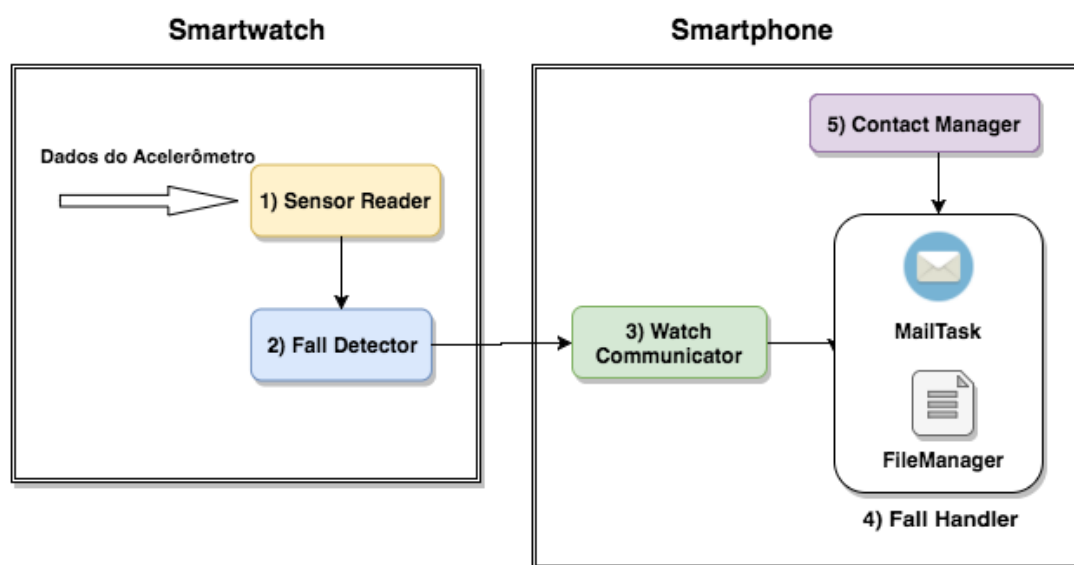 Smartwatch
Smartphone
Dados do Acelerômetro
1) Sensor Reader
2) Fall Detector
3) Watch
Communicator
5) Contact Manager
MailTask
FileManager
4) Fall Handler